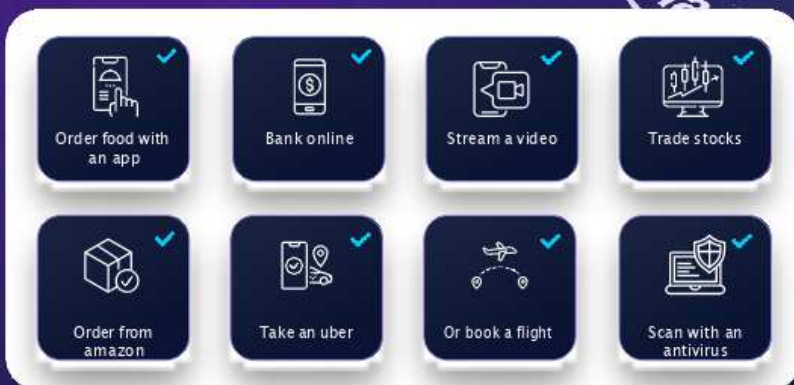 Order food with
an app
Bank online
Stream a video
Trade stocks
Order from
amazon
Take an uber
Or book a flight
Scan with an
antivirus